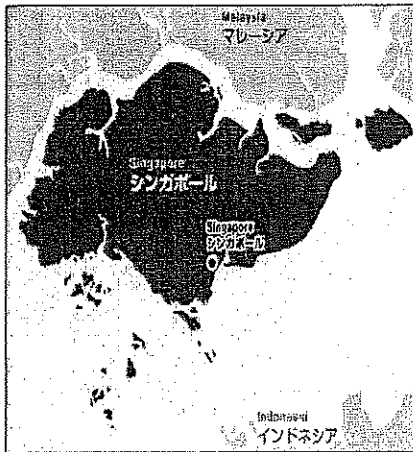 Malaysia
マレーシア
Singapore
シンガポール
Singapore
シンガポール
Indonesia
インドネシア